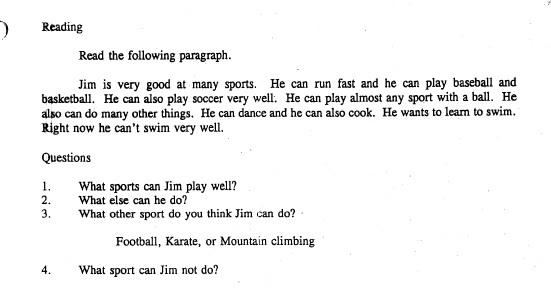 Reading
Read the following paragraph.
Jim is very good at many sports. He can run fast and he can play baseball and
basketball. He can also play soccer very well. He can play almost any sport with a ball. He
also can do many other things. He can dance and he can also cook. He wants to learn to swim.
Right now he can't swim very well.
Questions
1. What sports can Jim play well?
2. What else can he do?
3. What other sport do you think Jim can do?
Football, Karate, or Mountain climbing
4. What sport can Jim not do?